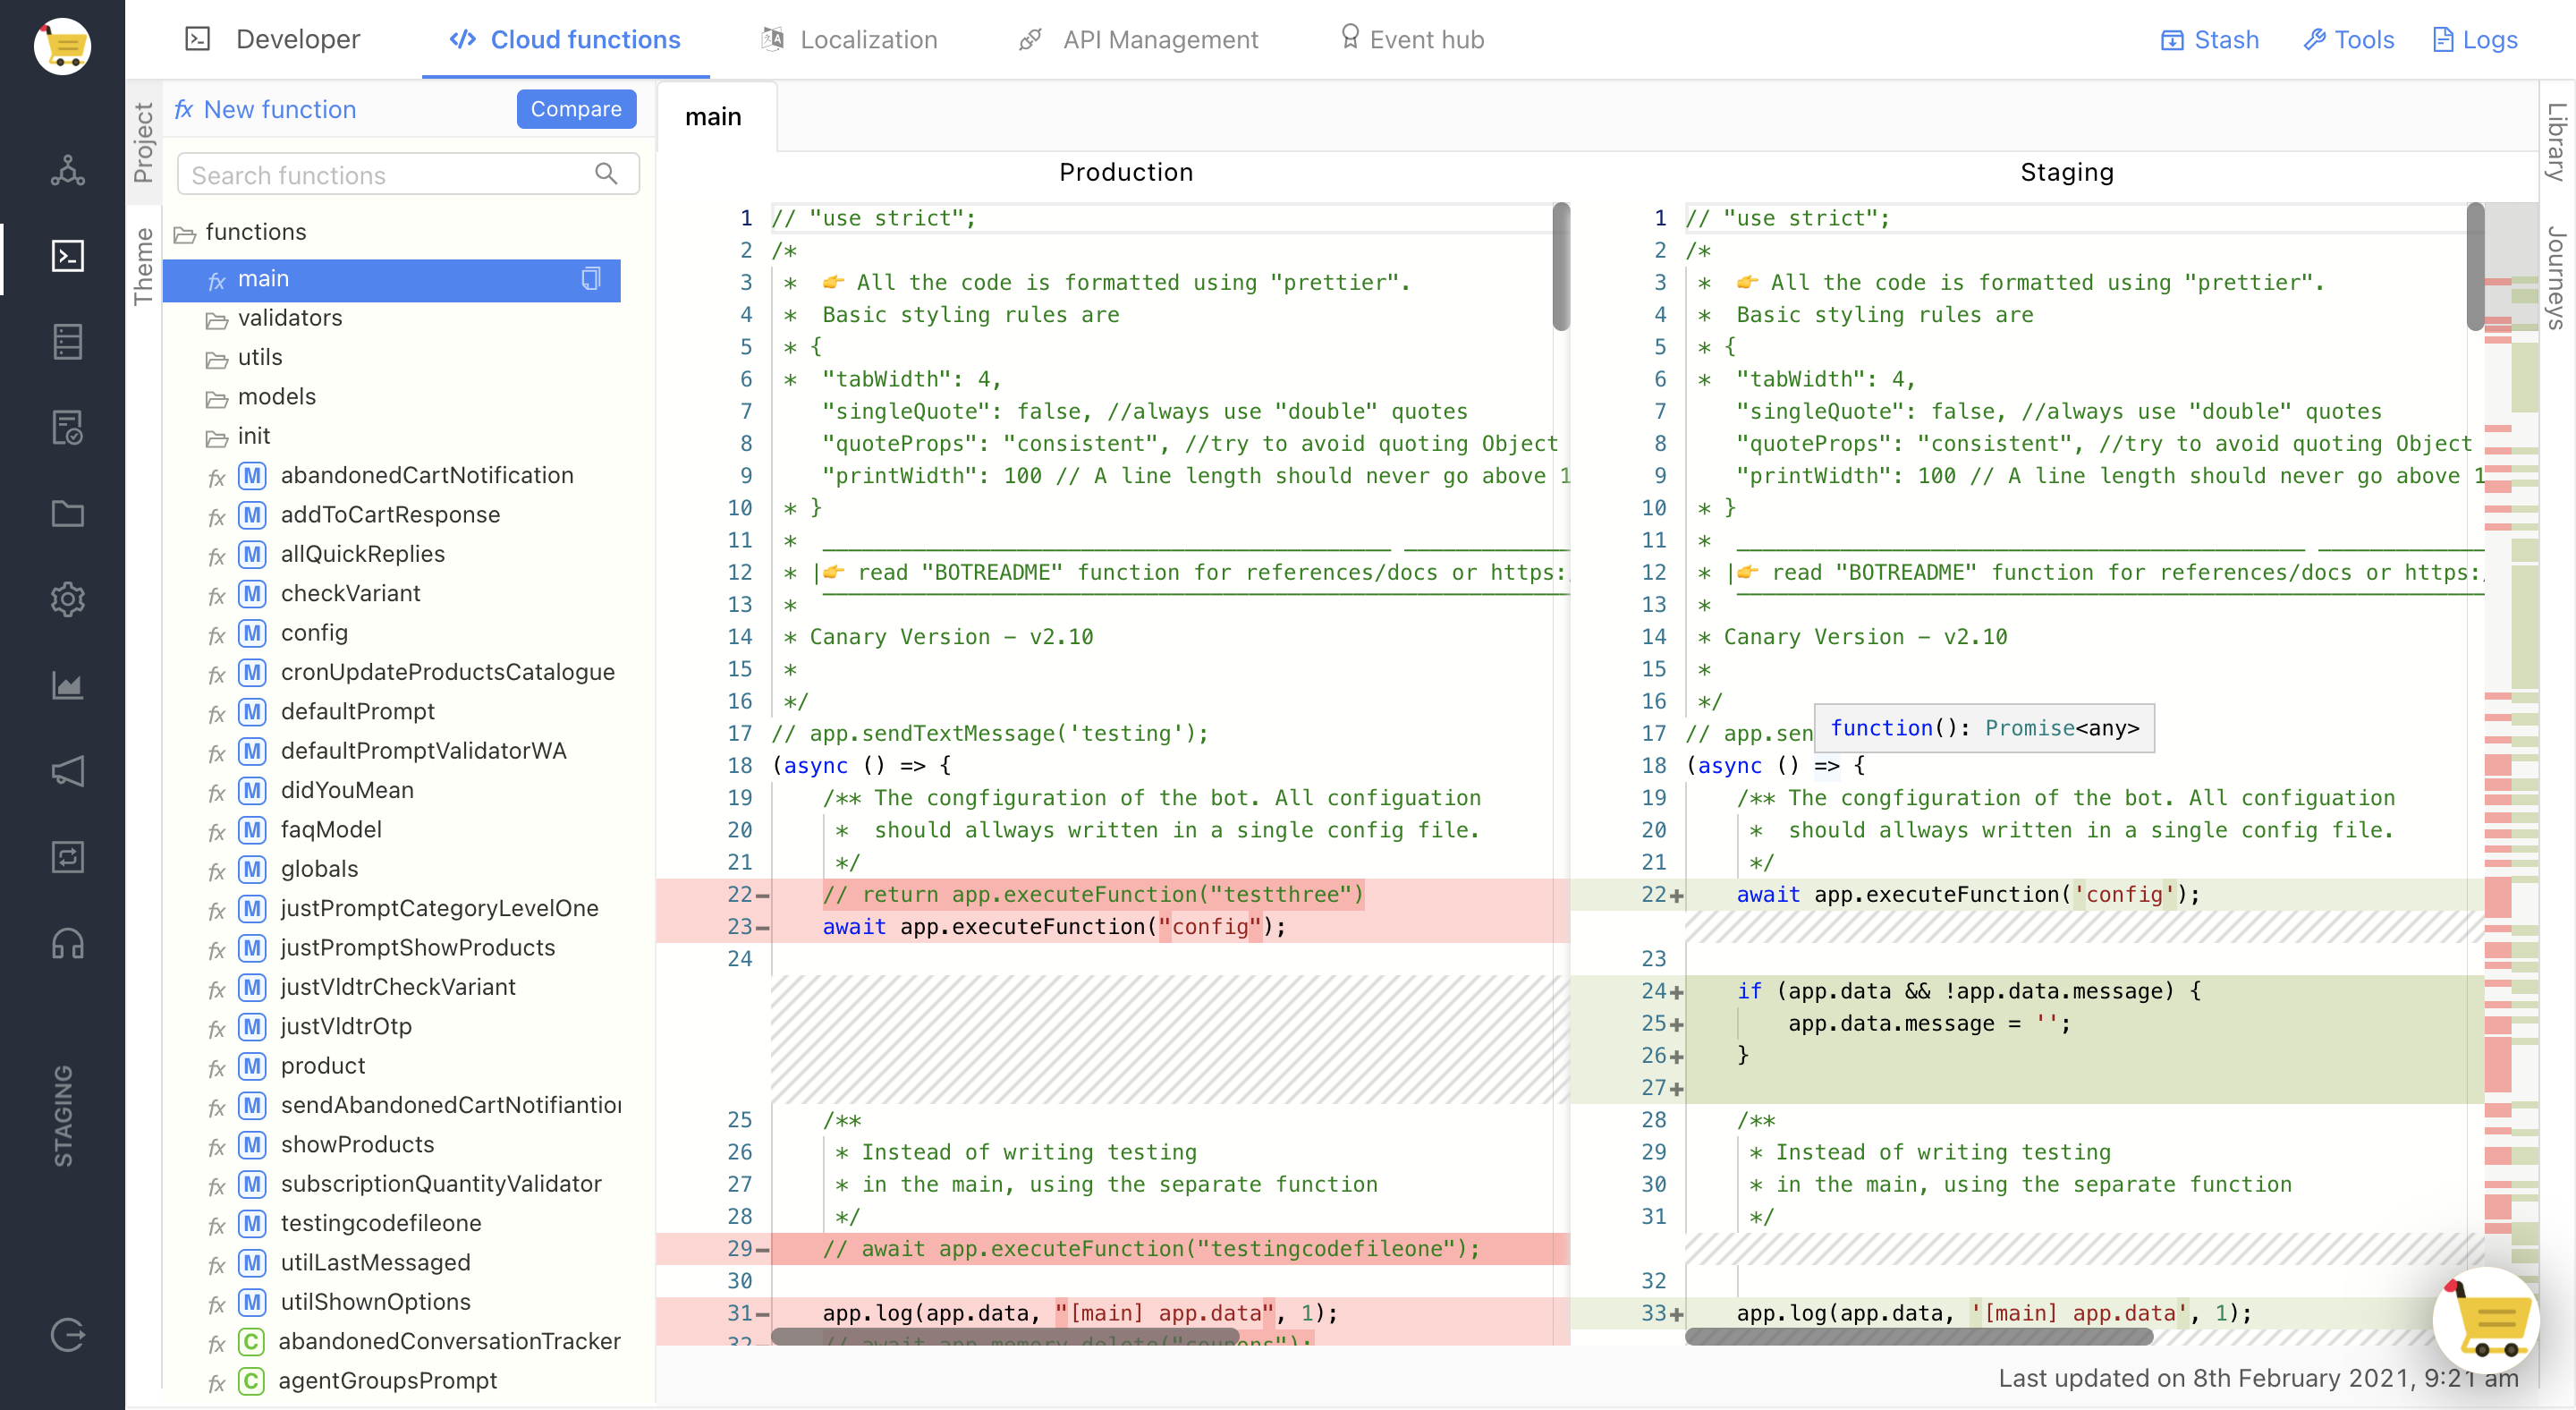 Developer
Cloud functions
Localization
API Management
Event hub
Stash
Tools
Logs
Project
Theme
STAGING
fx New function
Compare
Search functions
functions
fx main
validators
utils
models
init
fx M abandonedCartNotification
fx M addToCartResponse
fx M allQuickReplies
fx M checkVariant
fx M config
fx M cronUpdateProductsCatalogue
fx M defaultPrompt
fx M defaultPromptValidatorWA
fx M didYouMean
fx M faqModel
fx M globals
fx M justPromptCategoryLevelOne
fx M justPromptShowProducts
fx M justVldtrCheckVariant
fx M justVldtrOtp
fx M product
fx M sendAbandonedCartNotifiantion
fx M showProducts
fx M subscriptionQuantityValidator
fx M testingcodefileone
fx M utilLastMessaged
fx M utilShownOptions
fx C abandonedConversationTracker
fx C agentGroupsPrompt
main
Production
1 // "use strict";
2 /*
3 * 👉 All the code is formatted using "prettier".
4 * Basic styling rules are
5 * {
6 * "tabWidth": 4,
7 "singleQuote": false, //always use "double" quotes
8 "quoteProps": "consistent", //try to avoid quoting Object
9 "printWidth": 100 // A line length should never go above 1
10 * }
11 *
12 * |👉 read "BOTREADME" function for references/docs or https:
13 *
14 * Canary Version – v2.10
15 *
16 */
17 // app.sendTextMessage('testing');
18 (async () => {
19 /** The congfiguration of the bot. All configuation
20 * should allways written in a single config file.
21 */
22 – // return app.executeFunction("testthree")
23 – await app.executeFunction("config");
24
25 /**
26 * Instead of writing testing
27 * in the main, using the separate function
28 */
29 – // await app.executeFunction("testingcodefileone");
30
31 – app.log(app.data, "[main] app.data", 1);
32 – // await app.memory.delete("coupons");
Staging
1 // "use strict";
2 /*
3 * 👉 All the code is formatted using "prettier".
4 * Basic styling rules are
5 * {
6 * "tabWidth": 4,
7 "singleQuote": false, //always use "double" quotes
8 "quoteProps": "consistent", //try to avoid quoting Object
9 "printWidth": 100 // A line length should never go above 1
10 * }
11 *
12 * |👉 read "BOTREADME" function for references/docs or https:
13 *
14 * Canary Version – v2.10
15 *
16 */
17 // app.sen
function(): Promise<any>
18 (async () => {
19 /** The congfiguration of the bot. All configuation
20 * should allways written in a single config file.
21 */
22 + await app.executeFunction('config');
23
24 + if (app.data && !app.data.message) {
25 + app.data.message = '';
26 + }
27 +
28 /**
29 * Instead of writing testing
30 * in the main, using the separate function
31 */
32
33 + app.log(app.data, '[main] app.data', 1);
Library
Journeys
Last updated on 8th February 2021, 9:21 am